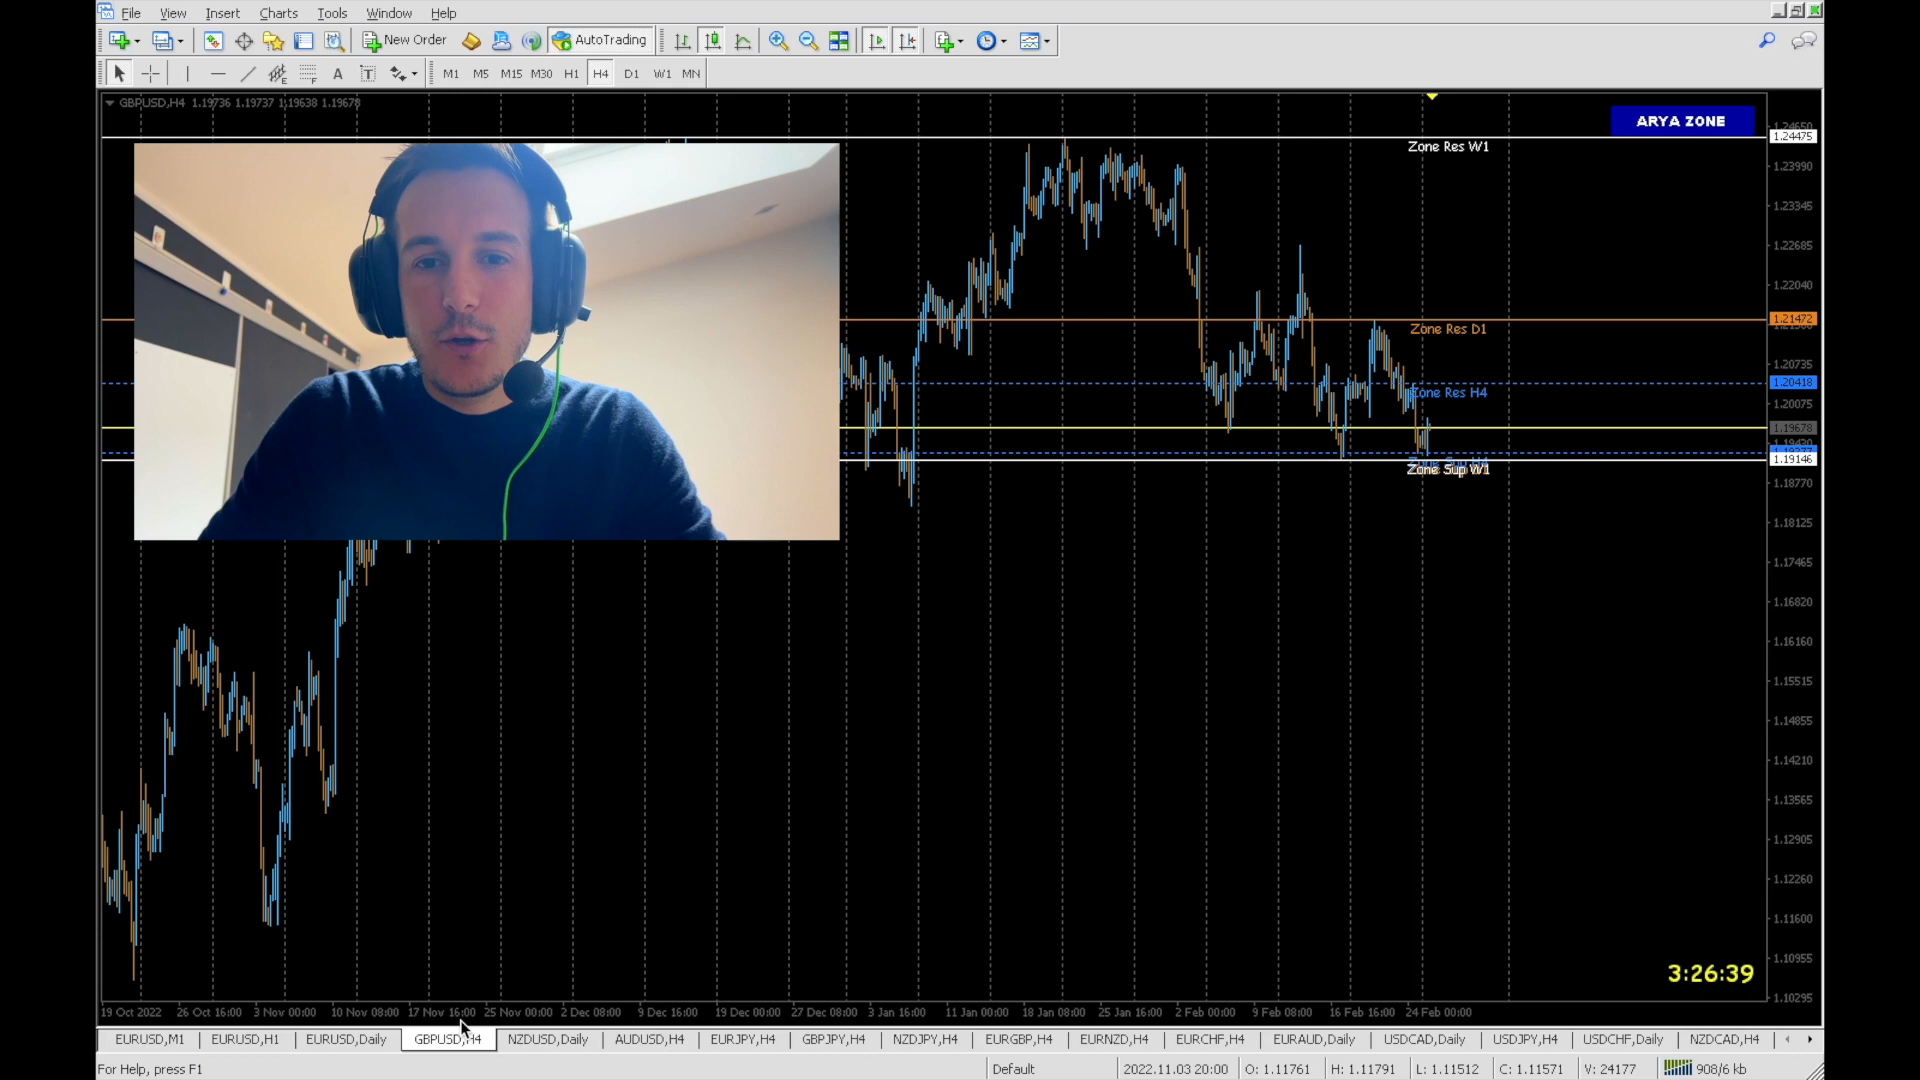 File View Insert Charts Tools Window Help
New Order AutoTrading
A T M1 M5 M15 M30 H1 H4 D1 W1 MN
GBPUSD,H4 1.19736 1.19737 1.19638 1.19678
ARYA ZONE
1.24475
Zone Res W1
1.23990
1.23345
1.22685
1.22040
1.21472
Zone Res D1
1.20735
1.20418
Zone Res H4
1.20075
1.19678
1.19146
Zone Sup W1
1.18770
1.18125
1.17465
1.16820
1.16160
1.15515
1.14855
1.14210
1.13565
1.12905
1.12260
1.11600
1.10955
3:26:39
1.10295
19 Oct 2022 26 Oct 16:00 3 Nov 00:00 10 Nov 08:00 17 Nov 16:00 25 Nov 00:00 2 Dec 08:00 9 Dec 16:00 19 Dec 00:00 27 Dec 08:00 3 Jan 16:00 11 Jan 00:00 18 Jan 08:00 25 Jan 16:00 2 Feb 00:00 9 Feb 08:00 16 Feb 16:00 24 Feb 00:00
EURUSD,M1 EURUSD,H1 EURUSD,Daily GBPUSD,H4 NZDUSD,Daily AUDUSD,H4 EURJPY,H4 GBPJPY,H4 NZDJPY,H4 EURGBP,H4 EURNZD,H4 EURCHF,H4 EURAUD,Daily USDCAD,Daily USDJPY,H4 USDCHF,Daily NZDCAD,H4
For Help, press F1 Default 2022.11.03 20:00 O: 1.11761 H: 1.11791 L: 1.11512 C: 1.11571 V: 24177 908/6 kb